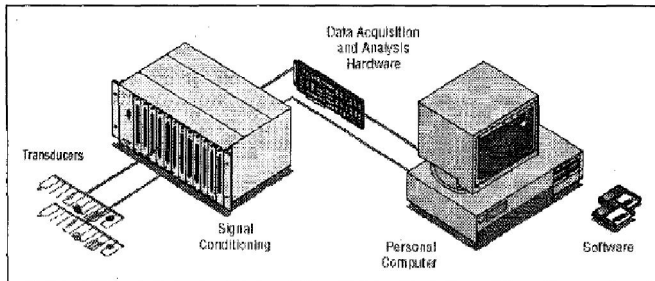 Data Acquisition
and Analysis
Hardware
Transducers
Signal
Conditioning
Personal
Computer
Software